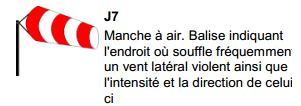 J7
Manche à air. Balise indiquant
l'endroit où souffle fréquemmen
un vent latéral violent ainsi que
l'intensité et la direction de celui
ci